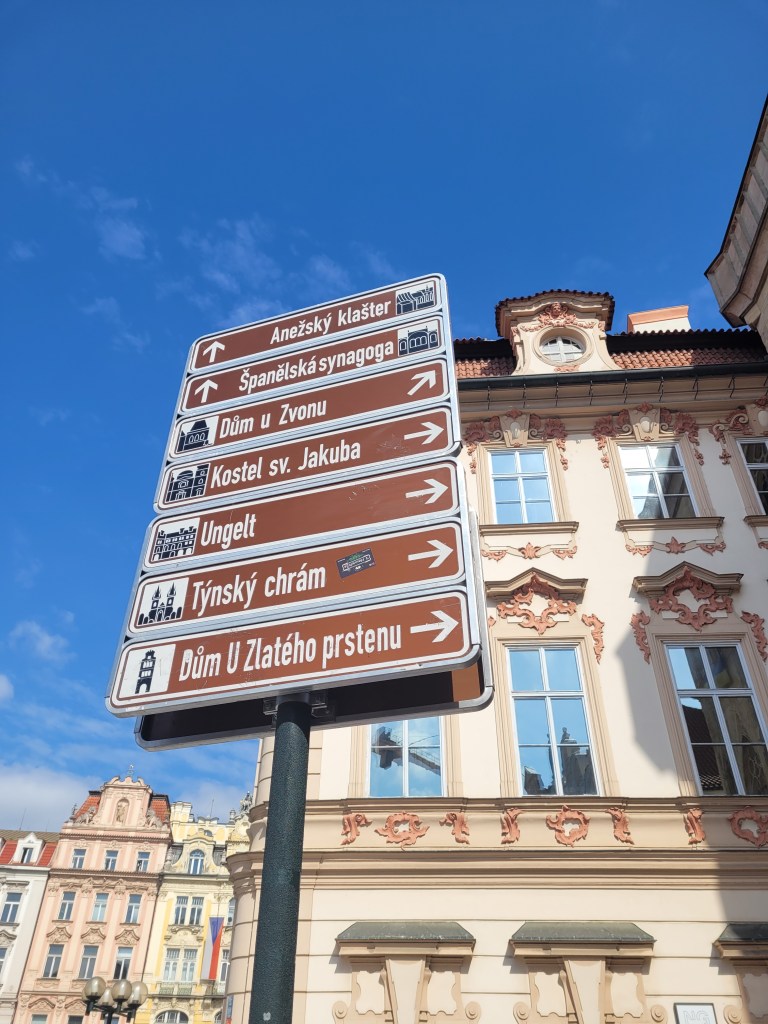 Anežský klášter
Španělská synagoga
Dům u Zvonu
Kostel sv. Jakuba
Ungelt
Týnský chrám
Dům U Zlatého prstenu